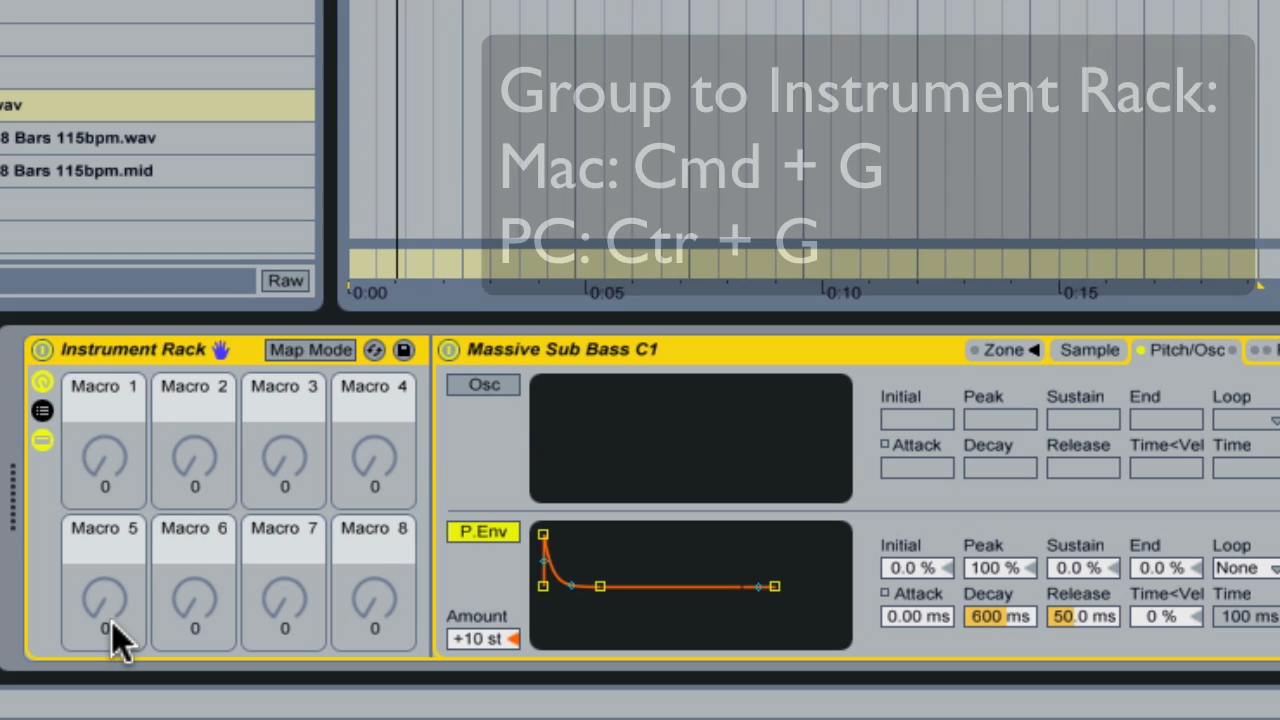 Group to Instrument Rack:
Mac: Cmd + G
PC: Ctr + G
8 Bars 115bpm.wav
8 Bars 115bpm.mid
Raw
0:00 0:05 0:10 0:15
Instrument Rack Map Mode
Macro 1 Macro 2 Macro 3 Macro 4
0 0 0 0
Macro 5 Macro 6 Macro 7 Macro 8
0 0 0 0
Massive Sub Bass C1 Zone Sample Pitch/Osc
Osc
Initial Peak Sustain End Loop
Attack Decay Release Time<Vel Time
P.Env
Amount
+10 st
Initial Peak Sustain End Loop
0.0 % 100 % 0.0 % 0.0 % None
Attack Decay Release Time<Vel Time
0.00 ms 600 ms 50.0 ms 0 % 100 ms